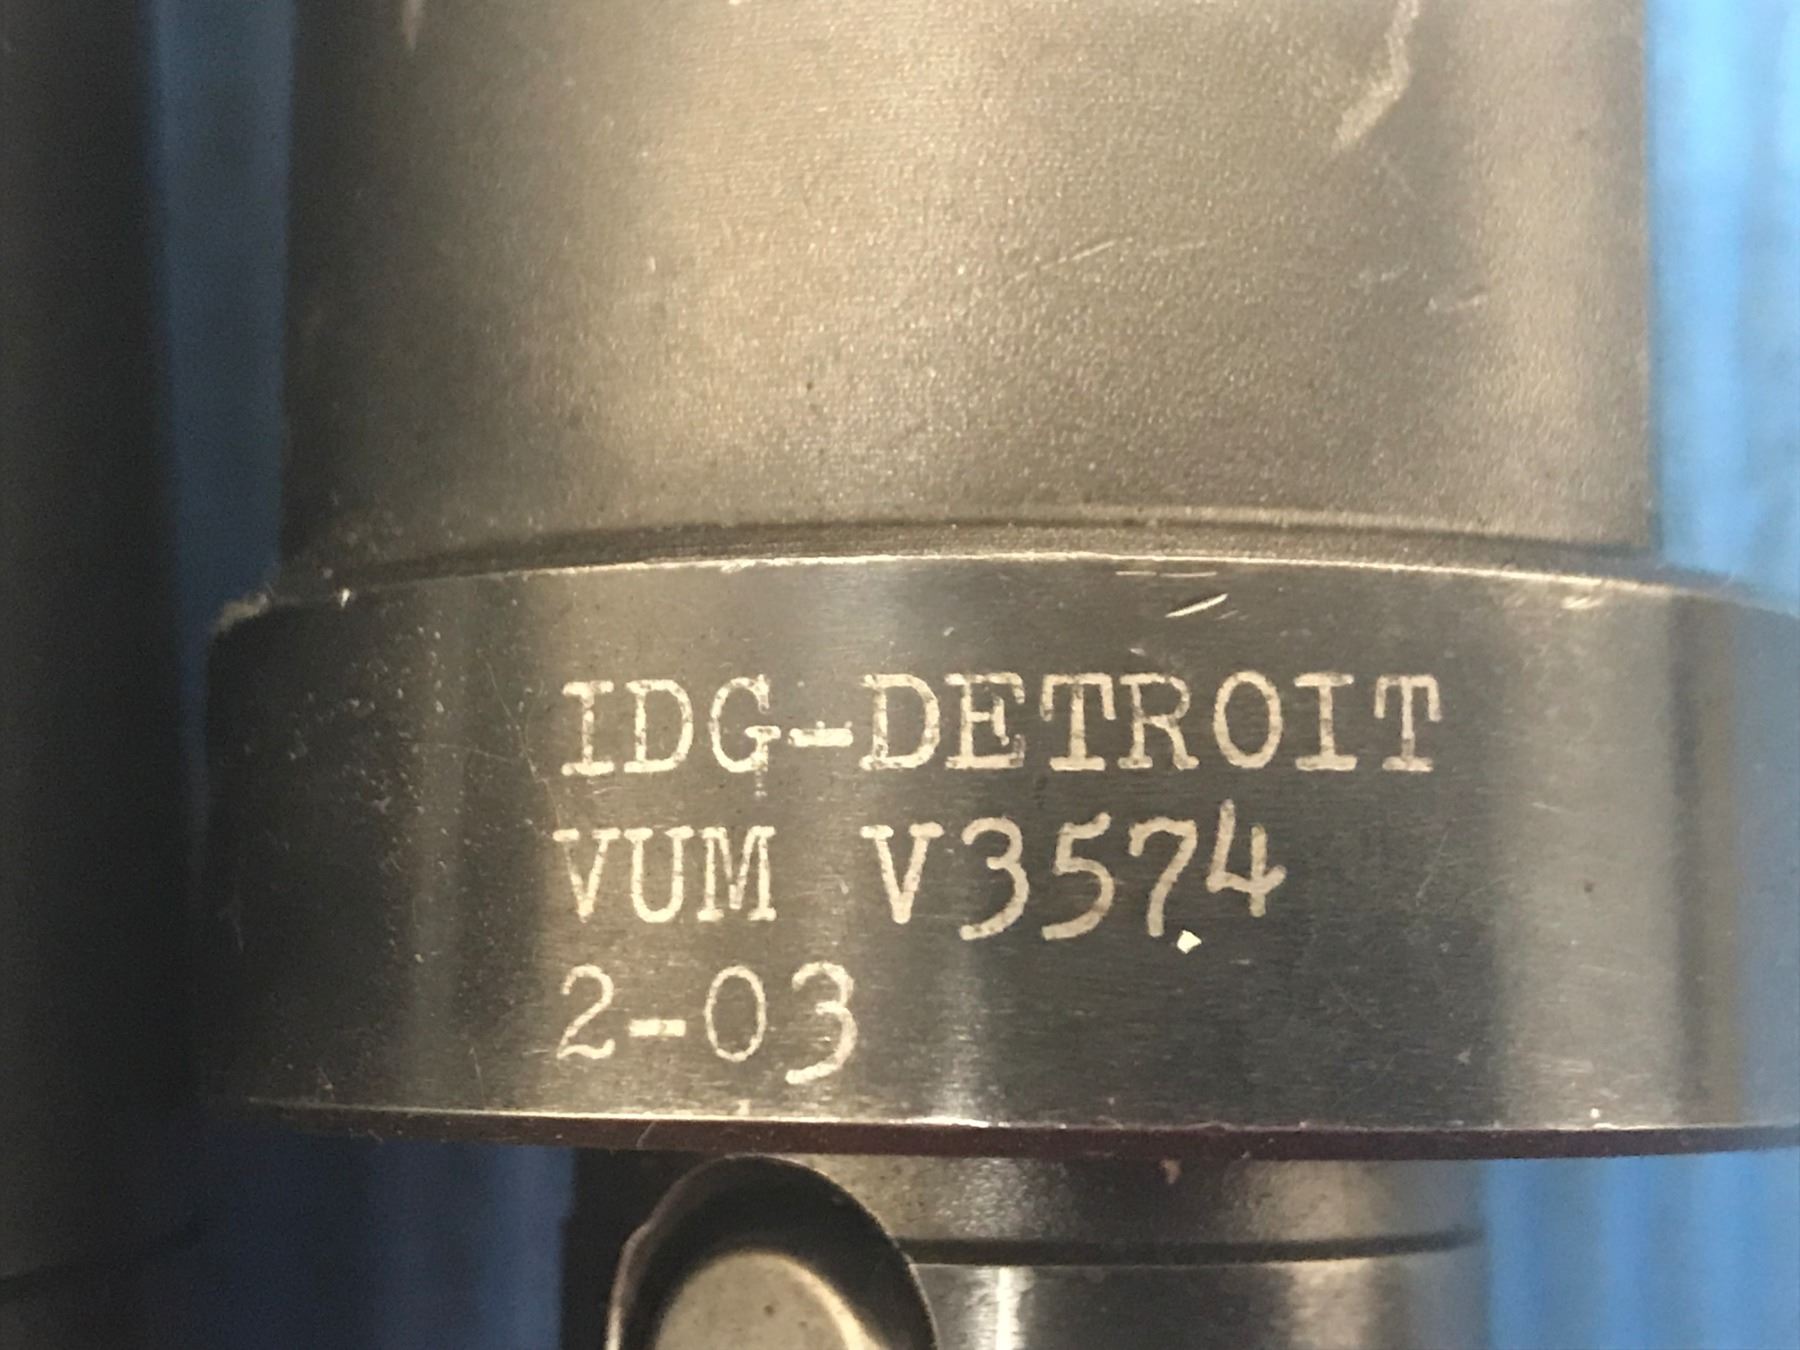 IDG-DETROIT
VUM V3574
2-03